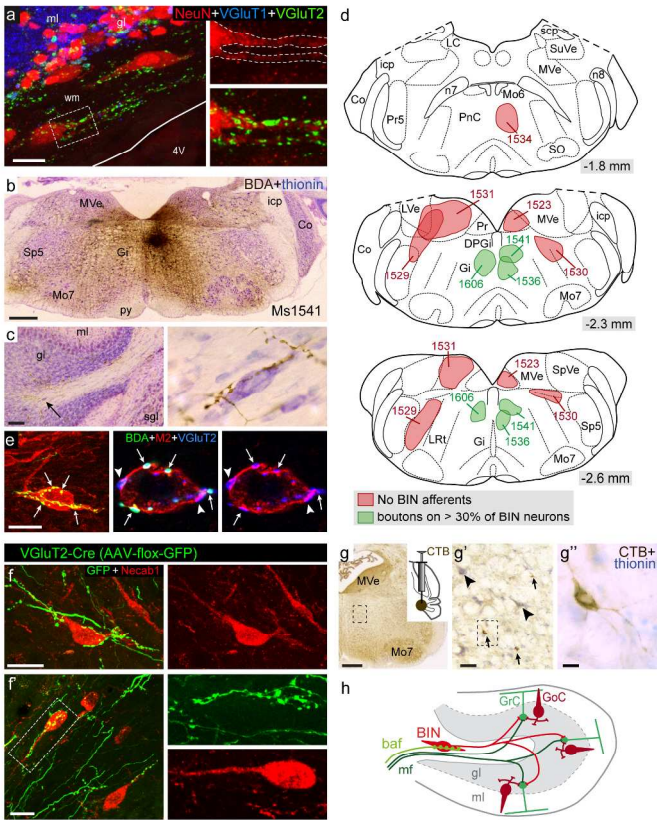 a
NeuN+VGluT1+VGluT2
ml
gl
wm
4V
b
BDA+thionin
MVe
icp
Co
Sp5
Gi
Mo7
py
Ms1541
c
ml
gl
sgl
e
BDA+M2+VGLUT2
d
scp
LC
SuVe
icp
MVe
n7
n8
Mo6
Co
Pr5
PnC
1534
SO
-1.8 mm
1531
1523
LVe
MVe
icp
Pr
DPGi
1541
Co
Gi
1529
1530
1606
1536
Mo7
-2.3 mm
1531
1523
MVe
SpVe
1606
1529
1530
1541
Sp5
LRt
Gi
1536
Mo7
-2.6 mm
No BIN afferents
boutons on > 30% of BIN neurons
VGluT2-Cre (AAV-flox-GFP)
f
GFP + Necab1
f'
g
CTB
MVe
Mo7
g'
g''
CTB+
thionin
h
GrC
GoC
BIN
baf
mf
gl
ml